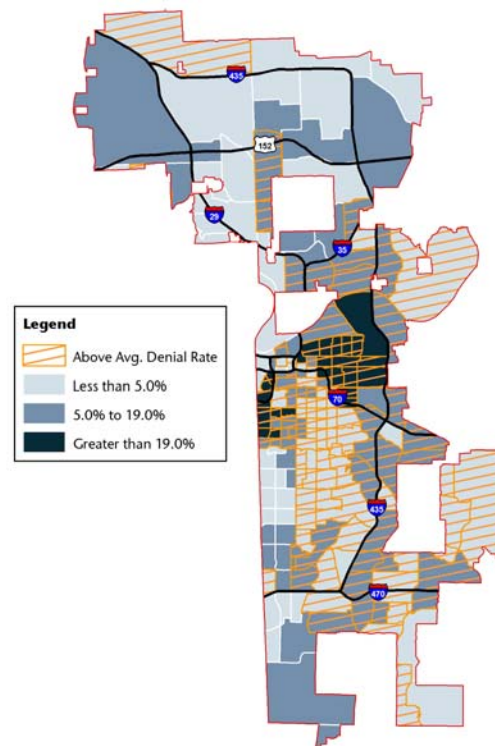 435
152
29
35
Legend
Above Avg. Denial Rate
Less than 5.0%
5.0% to 19.0%
Greater than 19.0%
70
435
470